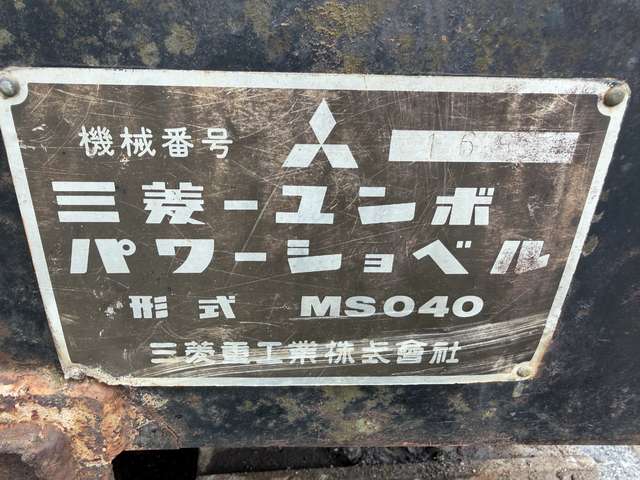 機械番号
三菱-ユンボ
パワーショベル
形式 MS040
三菱重工業株式會社